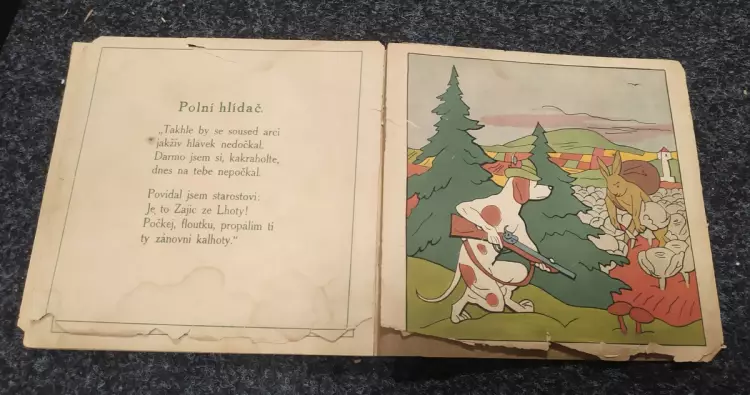 Polní hlídač.
„Takhle by se soused arci
jakživ hlávek nedočkal.
Darmo jsem si, kakraholte,
dnes na tebe nepočkal.
Povídal jsem starostovi:
Je to Zajíc ze Lhoty!
Počkej, floutku, propálím ti
ty zánovní kalhoty.“